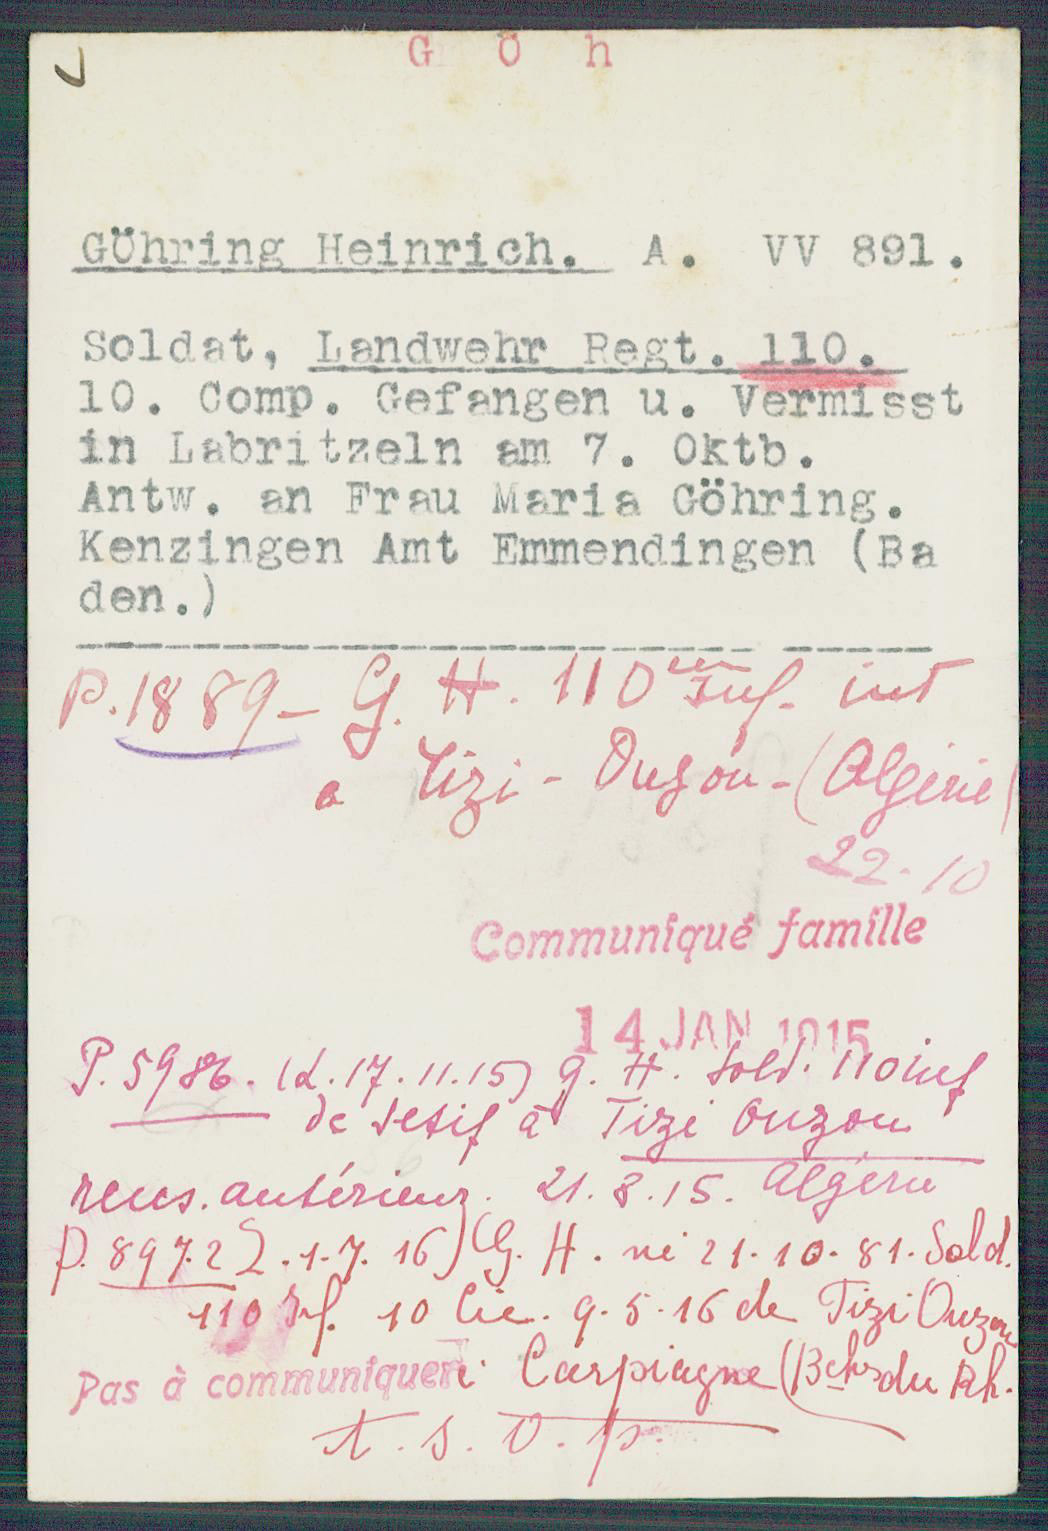 G Ö h
Göhring Heinrich. A. VV 891.
Soldat, Landwehr Regt. 110.
10. Comp. Gefangen u. Vermisst
in Labritzeln am 7. Oktb.
Antw. an Frau Maria Göhring.
Kenzingen Amt Emmendingen (Ba
den.)
P. 1889 - G. H. 110 Inf. int
a Tizi - Ouzou - (Algérie)
22.10
Communiqué famille
14 JAN 1915
P. 5986. (L. 17.11.15) G. H. Sold. 110 inf
de Setif à Tizi Ouzou
rens. antérieur. 21.8.15. Algérie
P. 8972 L. 1.7.16) G. H. né 21.10.81. Sold.
110 Inf. 10 Cie. 9.5.16 de Tizi Ouzou
Pas à communiquer à Carpiagne (Bches du Rh.
t.s.v.p.